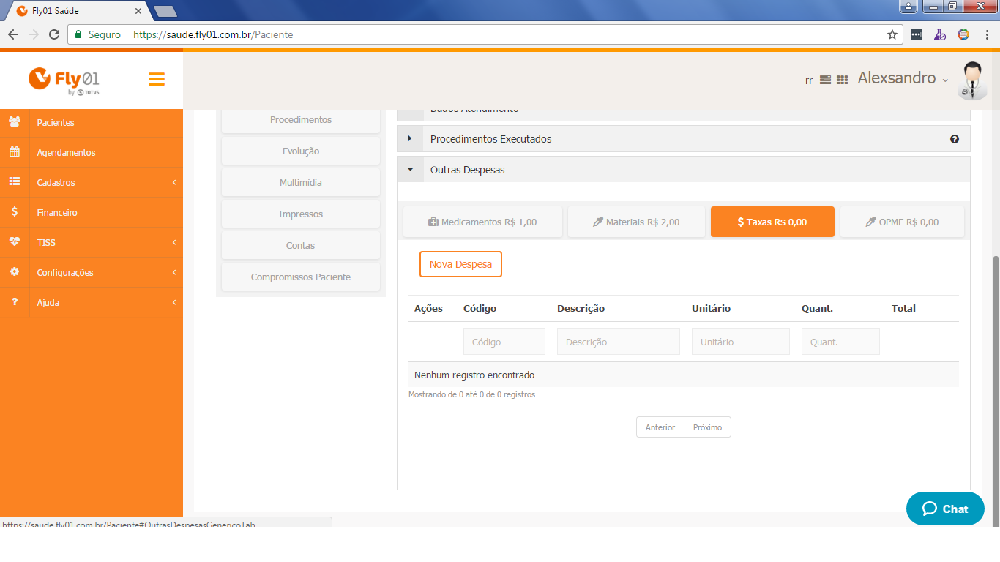 Fly01 Saúde
Seguro https://saude.fly01.com.br/Paciente
Fly01
by TOTVS
rr Alexsandro
Pacientes
Agendamentos
Cadastros
Financeiro
TISS
Configurações
Ajuda
Procedimentos
Evolução
Multimídia
Impressos
Contas
Compromissos Paciente
Dados Atendimento
Procedimentos Executados
Outras Despesas
Medicamentos R$ 1,00 Materiais R$ 2,00 $ Taxas R$ 0,00 OPME R$ 0,00
Nova Despesa
Ações Código Descrição Unitário Quant. Total
Código Descrição Unitário Quant.
Nenhum registro encontrado
Mostrando de 0 até 0 de 0 registros
Anterior Próximo
Chat
https://saude.fly01.com.br/Paciente#OutrasDespesasGenericoTab